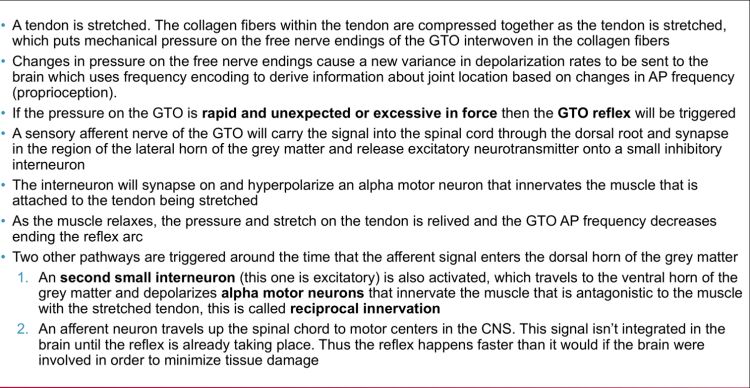 • A tendon is stretched. The collagen fibers within the tendon are compressed together as the tendon is stretched,
which puts mechanical pressure on the free nerve endings of the GTO interwoven in the collagen fibers
• Changes in pressure on the free nerve endings cause a new variance in depolarization rates to be sent to the
brain which uses frequency encoding to derive information about joint location based on changes in AP frequency
(proprioception).
• If the pressure on the GTO is rapid and unexpected or excessive in force then the GTO reflex will be triggered
• A sensory afferent nerve of the GTO will carry the signal into the spinal cord through the dorsal root and synapse
in the region of the lateral horn of the grey matter and release excitatory neurotransmitter onto a small inhibitory
interneuron
• The interneuron will synapse on and hyperpolarize an alpha motor neuron that innervates the muscle that is
attached to the tendon being stretched
• As the muscle relaxes, the pressure and stretch on the tendon is relived and the GTO AP frequency decreases
ending the reflex arc
• Two other pathways are triggered around the time that the afferent signal enters the dorsal horn of the grey matter
1. An second small interneuron (this one is excitatory) is also activated, which travels to the ventral horn of the
grey matter and depolarizes alpha motor neurons that innervate the muscle that is antagonistic to the muscle
with the stretched tendon, this is called reciprocal innervation
2. An afferent neuron travels up the spinal chord to motor centers in the CNS. This signal isn't integrated in the
brain until the reflex is already taking place. Thus the reflex happens faster than it would if the brain were
involved in order to minimize tissue damage